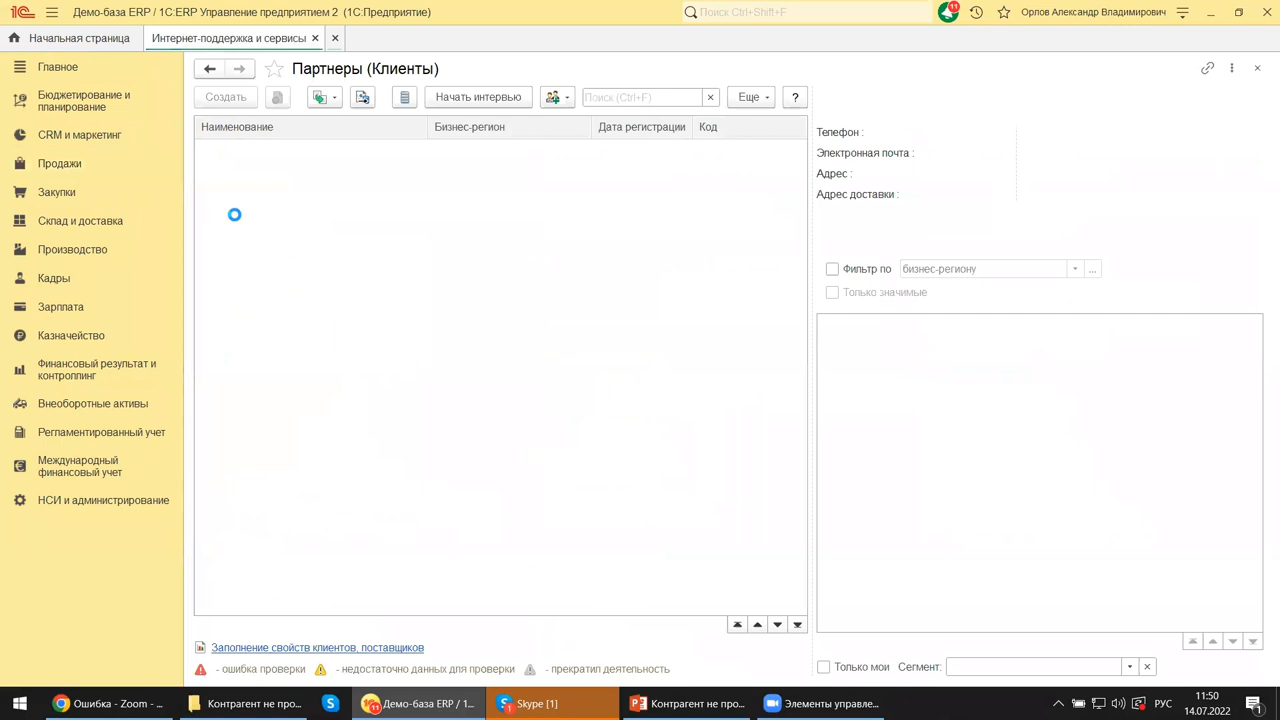 Демо-база ERP / 1С:ERP Управление предприятием 2 (1С:Предприятие)
Поиск Ctrl+Shift+F
11
Орлов Александр Владимирович
Начальная страница
Интернет-поддержка и сервисы
Главное
Бюджетирование и
планирование
CRM и маркетинг
Продажи
Закупки
Склад и доставка
Производство
Кадры
Зарплата
Казначейство
Финансовый результат и
контроллинг
Внеоборотные активы
Регламентированный учет
Международный
финансовый учет
НСИ и администрирование
Партнеры (Клиенты)
Создать
Начать интервью
Поиск (Ctrl+F)
Еще
?
Наименование
Бизнес-регион
Дата регистрации
Код
Телефон :
Электронная почта :
Адрес :
Адрес доставки :
Фильтр по
бизнес-региону
...
Только значимые
Заполнение свойств клиентов, поставщиков
- ошибка проверки
- недостаточно данных для проверки
- прекратил деятельность
Только мои
Сегмент:
Ошибка - Zoom - ...
Контрагент не про...
Демо-база ERP / 1...
Skype [1]
Контрагент не про...
Элементы управле...
РУС
11:50
14.07.2022